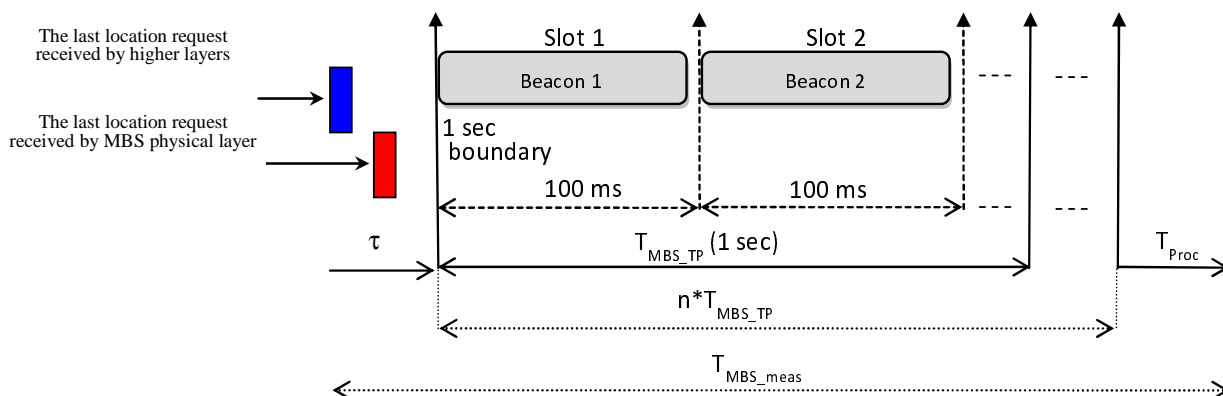 The last location request
received by higher layers
The last location request
received by MBS physical layer
Slot 1
Slot 2
Beacon 1
Beacon 2
1 sec
boundary
100 ms
100 ms
τ
T_MBS_TP (1 sec)
T_Proc
n*T_MBS_TP
T_MBS_meas